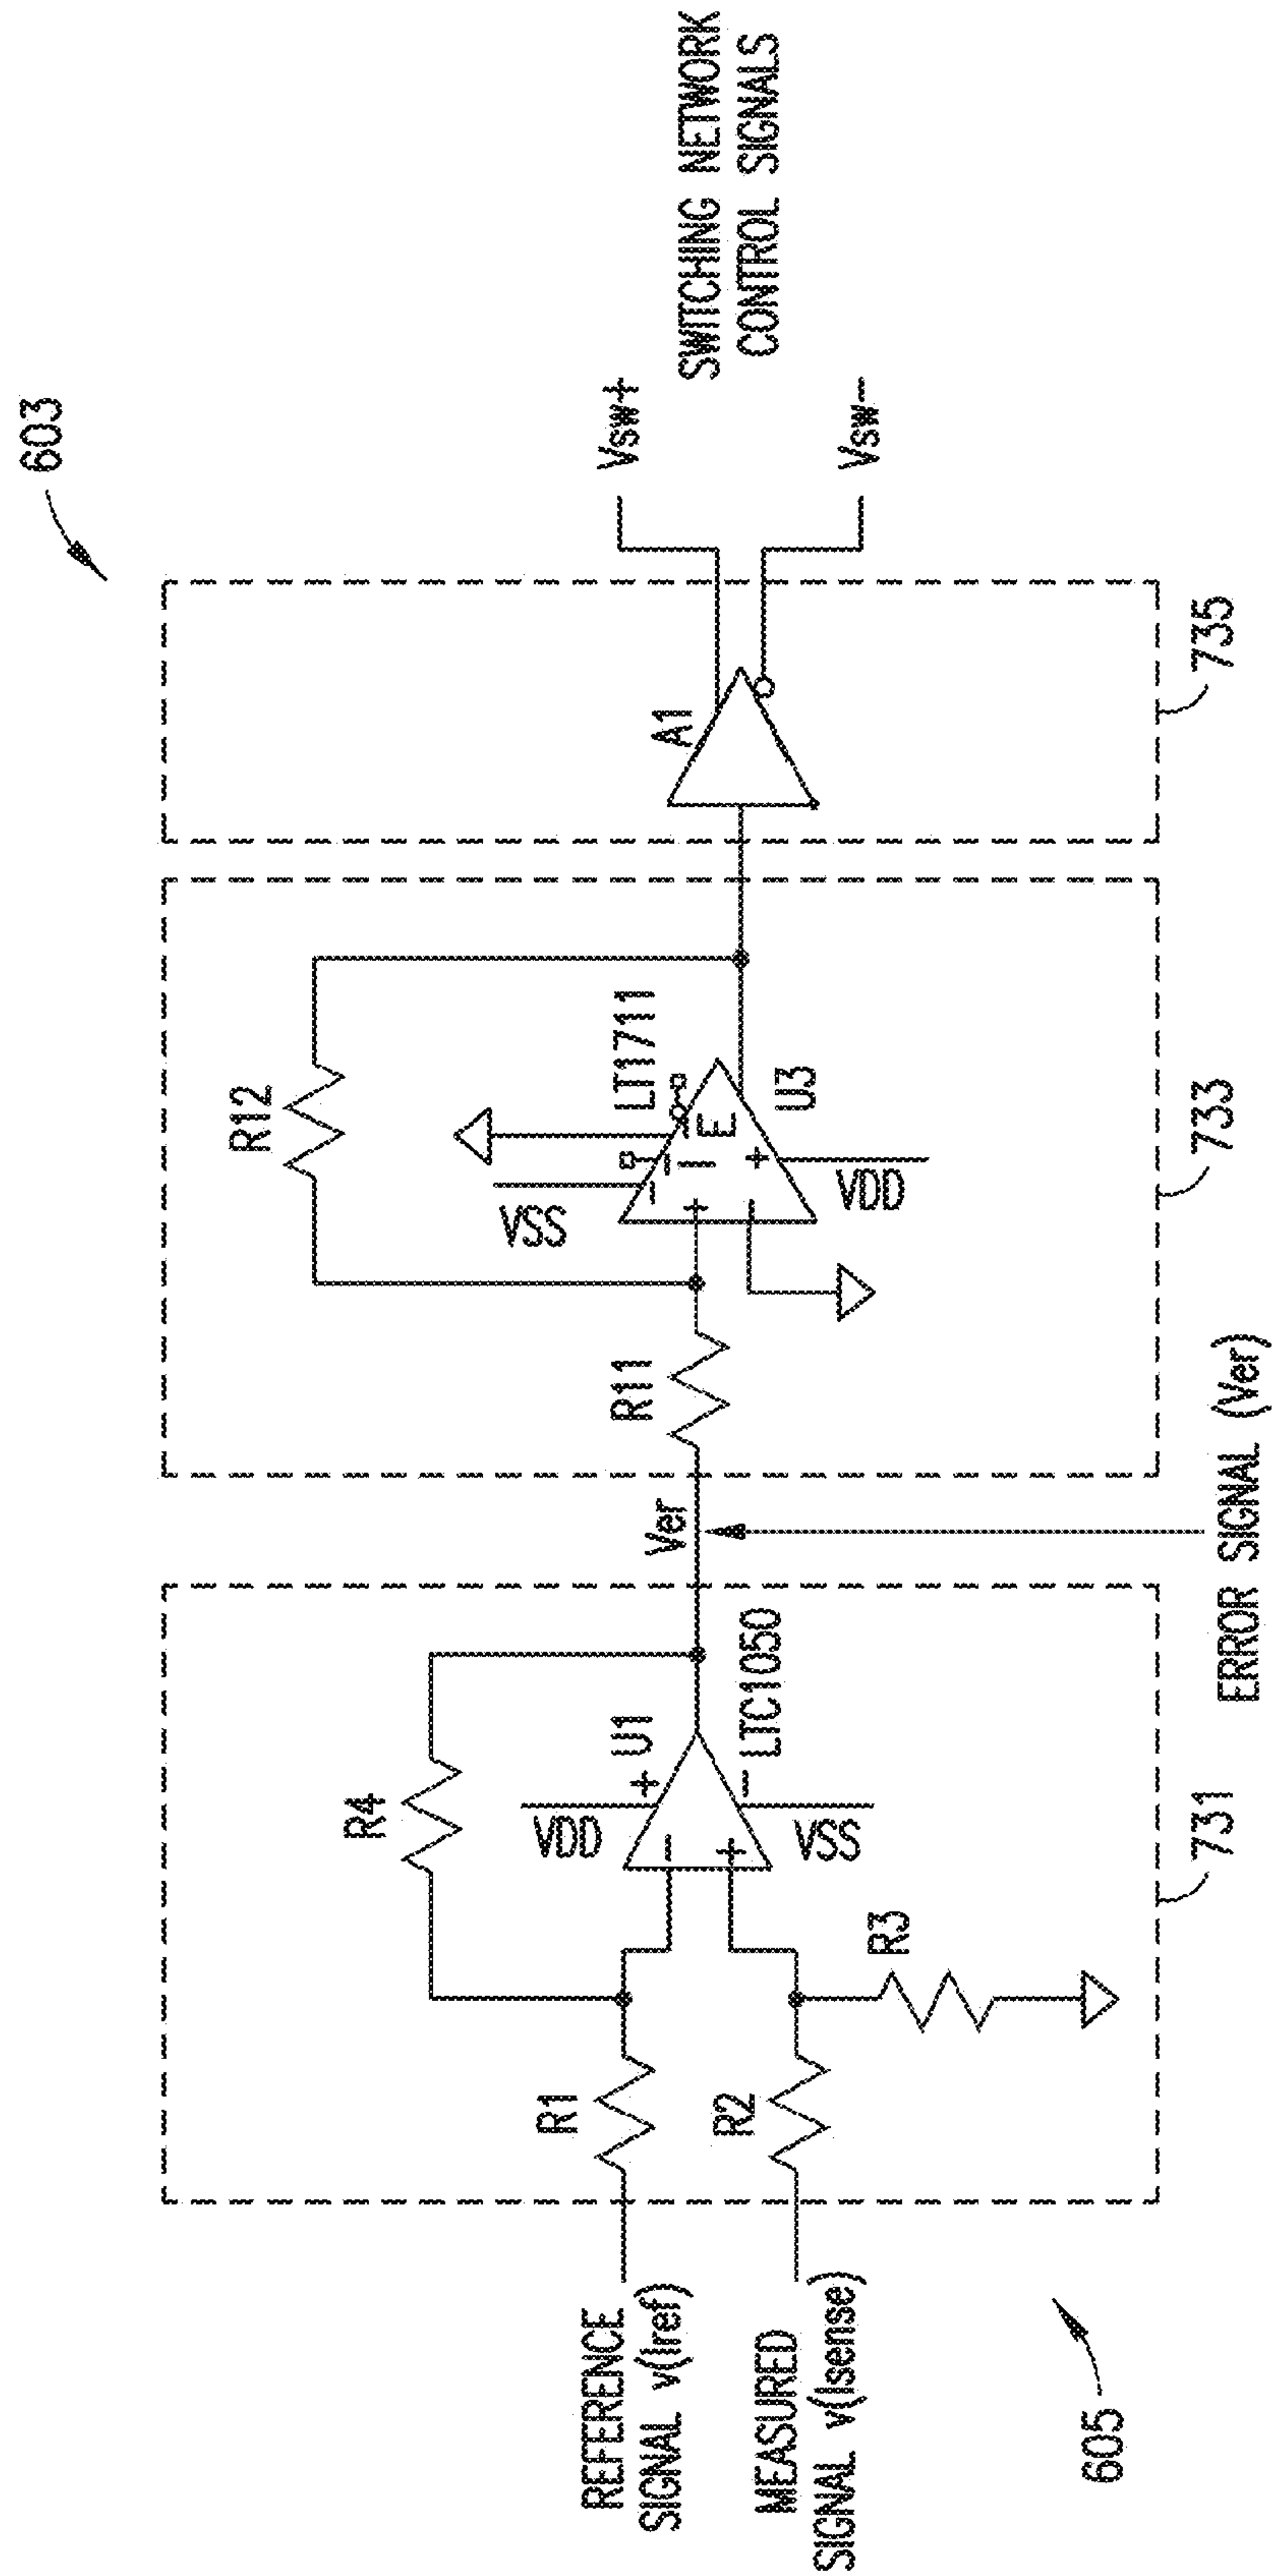 603
REFERENCE
SIGNAL v(Iref)
MEASURED
SIGNAL v(Isense)
605
R1
R2
R3
R4
VDD
+
U1
−
+
VSS
−
LTC1050
731
Ver
ERROR SIGNAL (Ver)
R11
R12
VSS
LT1711
−
−
+
I
E
−
+
U3
VDD
733
A1
735
Vsw+
Vsw−
SWITCHING NETWORK
CONTROL SIGNALS